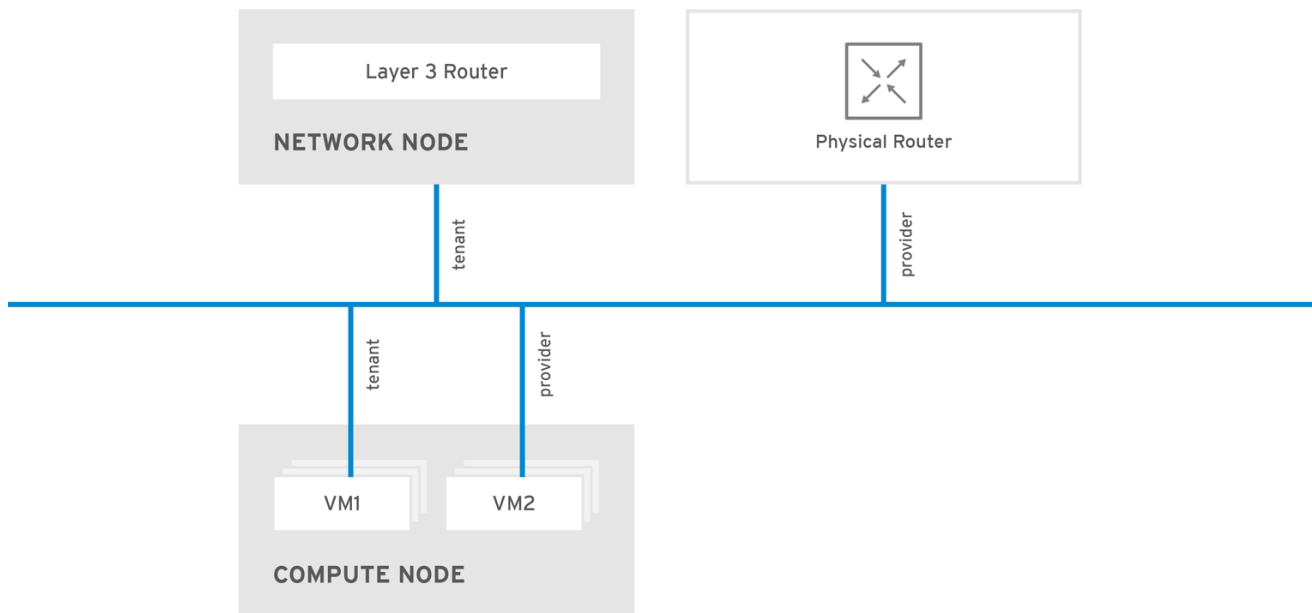 Layer 3 Router
NETWORK NODE
Physical Router
tenant
provider
tenant
provider
VM1
VM2
COMPUTE NODE